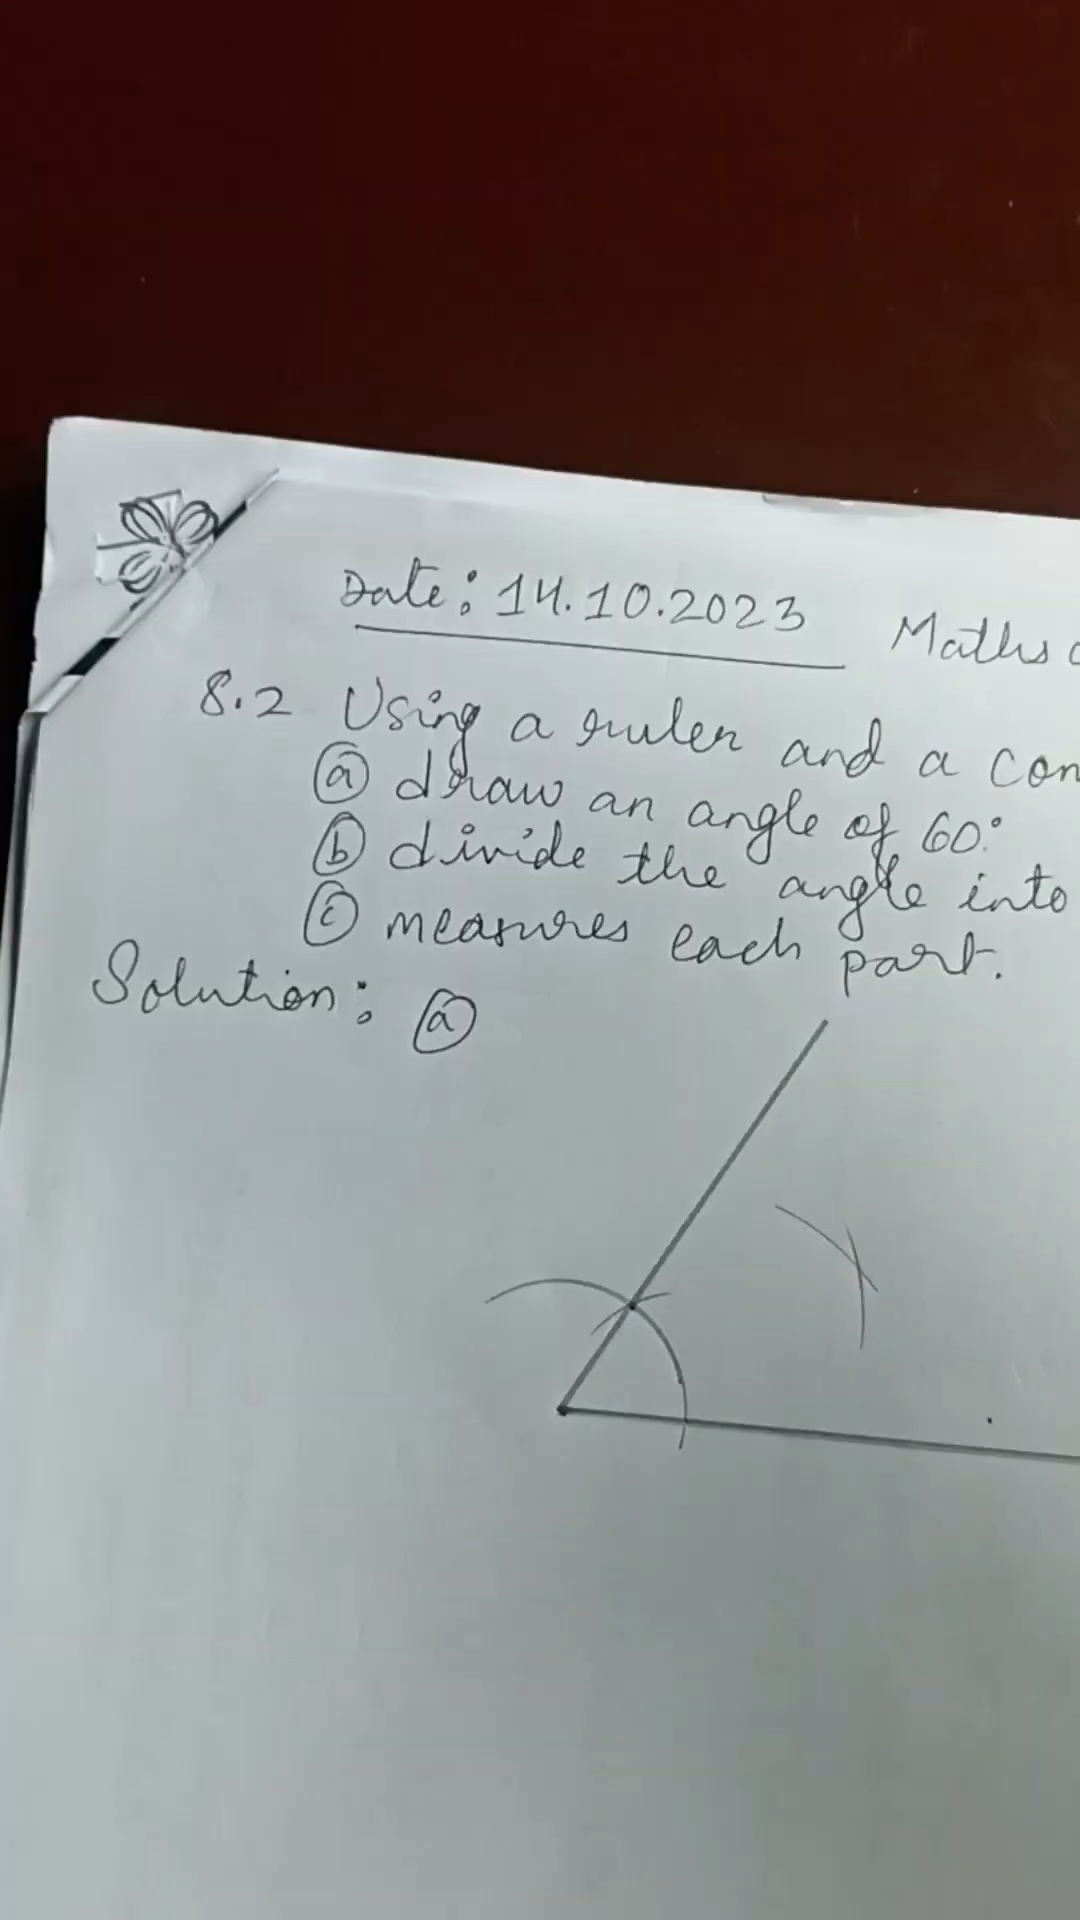 Date: 14.10.2023 Maths
8.2 Using a ruler and a
ⓐ draw an angle of 60°
ⓑ divide the angle into
ⓒ measures each part.
Solution: ⓐ